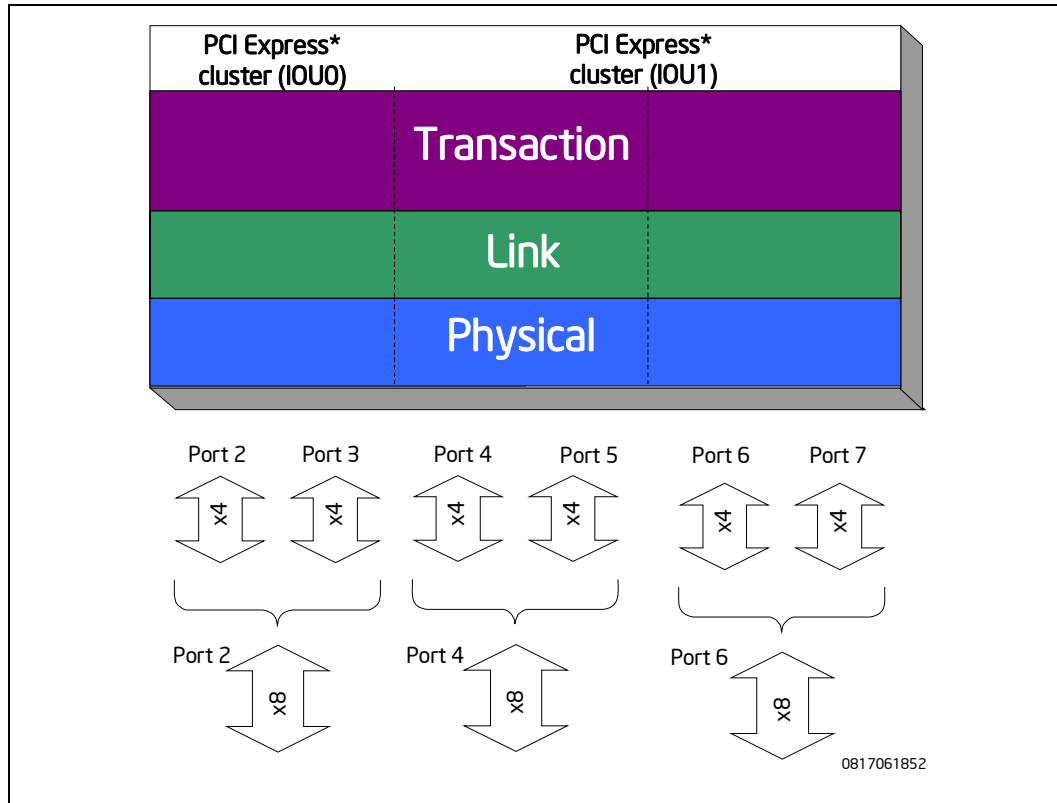 PCI Express*
cluster (IOU0)
PCI Express*
cluster (IOU1)
Transaction
Link
Physical
Port 2
Port 3
Port 4
Port 5
Port 6
Port 7
x4
x4
x4
x4
x4
x4
Port 2
Port 4
Port 6
x8
x8
x8
0817061852